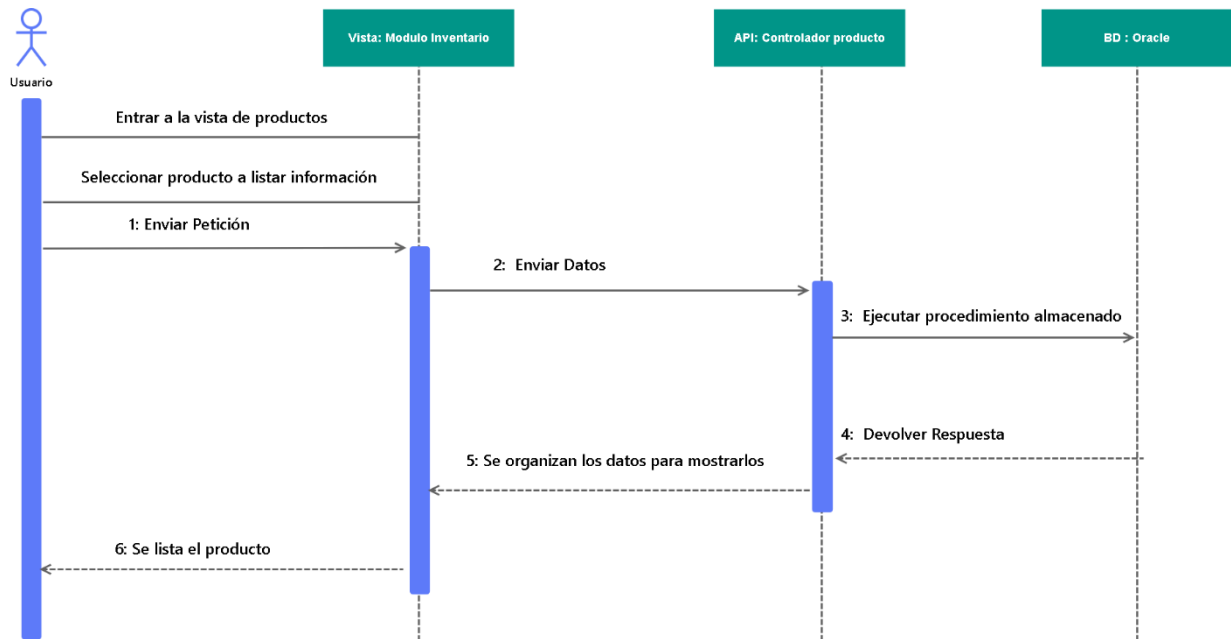 Vista: Modulo Inventario
API: Controlador producto
BD : Oracle
Usuario
Entrar a la vista de productos
Seleccionar producto a listar información
1: Enviar Petición
2: Enviar Datos
3: Ejecutar procedimiento almacenado
4: Devolver Respuesta
5: Se organizan los datos para mostrarlos
6: Se lista el producto